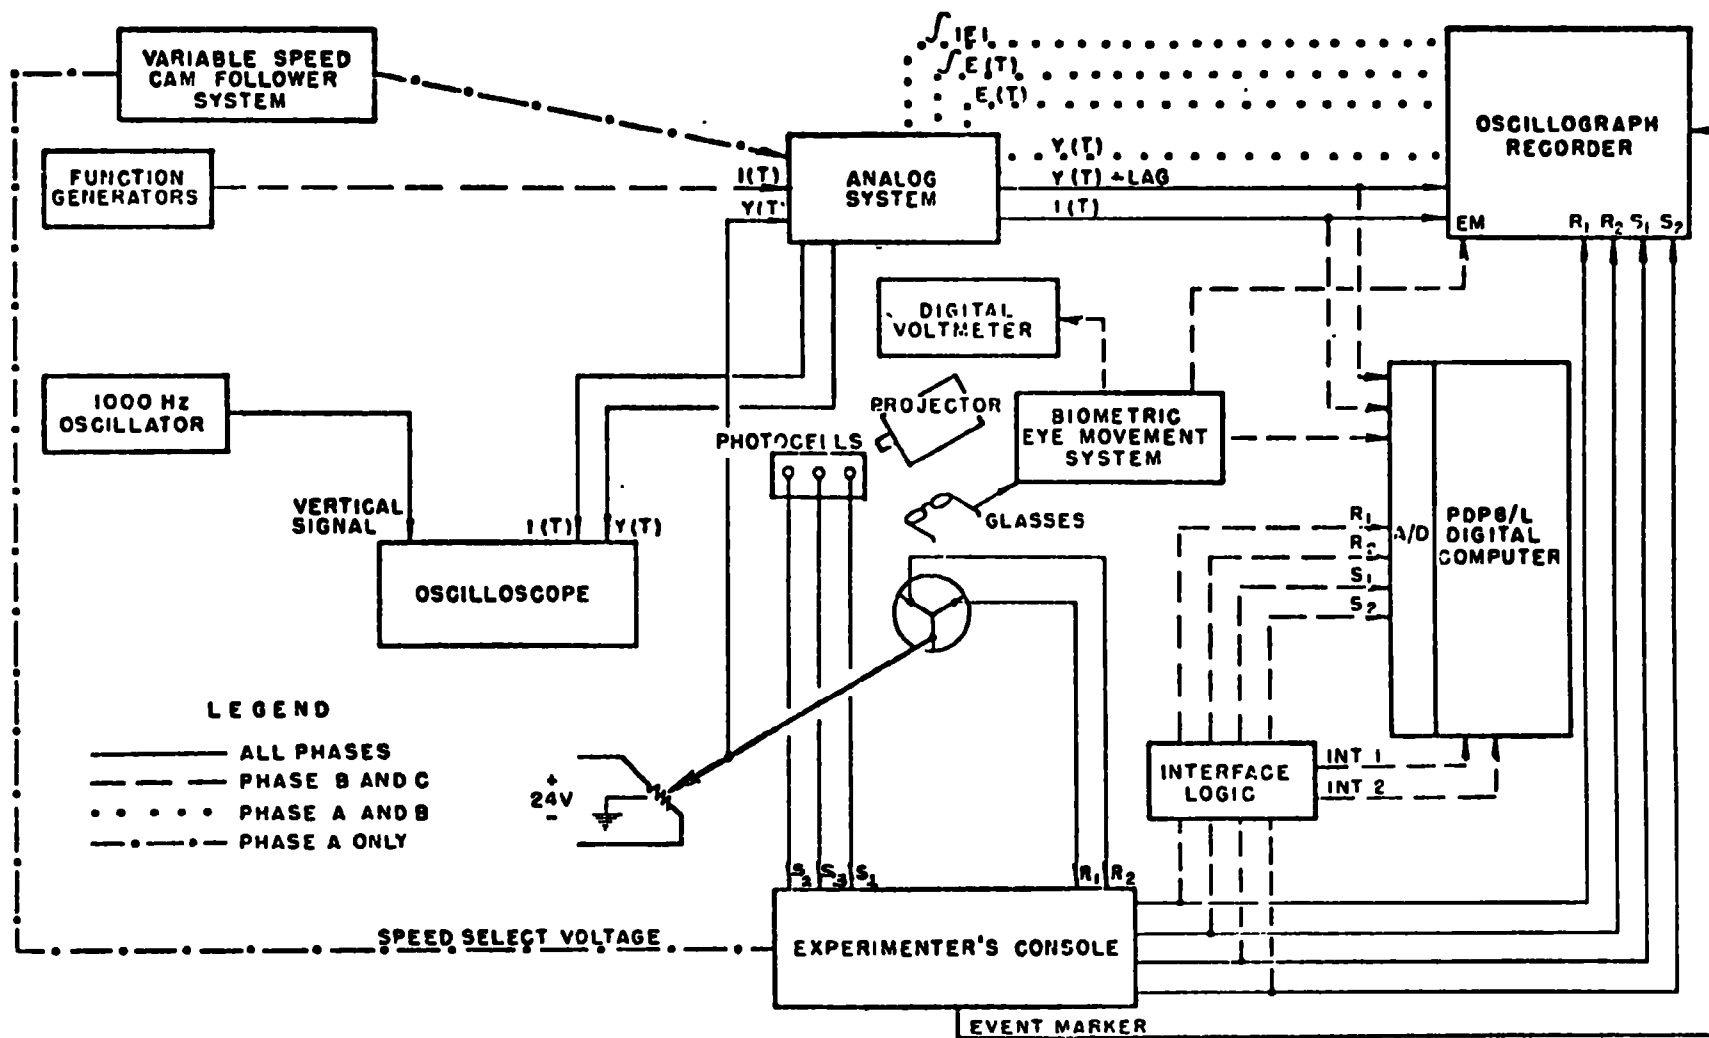 ∫ |E|
∫ E(T)
E(T)
VARIABLE SPEED
CAM FOLLOWER
SYSTEM
OSCILLOGRAPH
RECORDER
FUNCTION
GENERATORS
I(T)
Y(T)
ANALOG
SYSTEM
Y(T)
Y(T) + LAG
I(T)
EM
R1 R2 S1 S2
DIGITAL
VOLTMETER
1000 HZ
OSCILLATOR
PROJECTOR
PHOTOCELLS
BIOMETRIC
EYE MOVEMENT
SYSTEM
GLASSES
VERTICAL
SIGNAL
I(T) Y(T)
OSCILLOSCOPE
R1
R2
S1
S2
A/D
PDP8/L
DIGITAL
COMPUTER
LEGEND
ALL PHASES
PHASE B AND C
PHASE A AND B
PHASE A ONLY
+
24V
-
INTERFACE
LOGIC
INT 1
INT 2
S2 S3 S1
R1 R2
SPEED SELECT VOLTAGE
EXPERIMENTER'S CONSOLE
EVENT MARKER